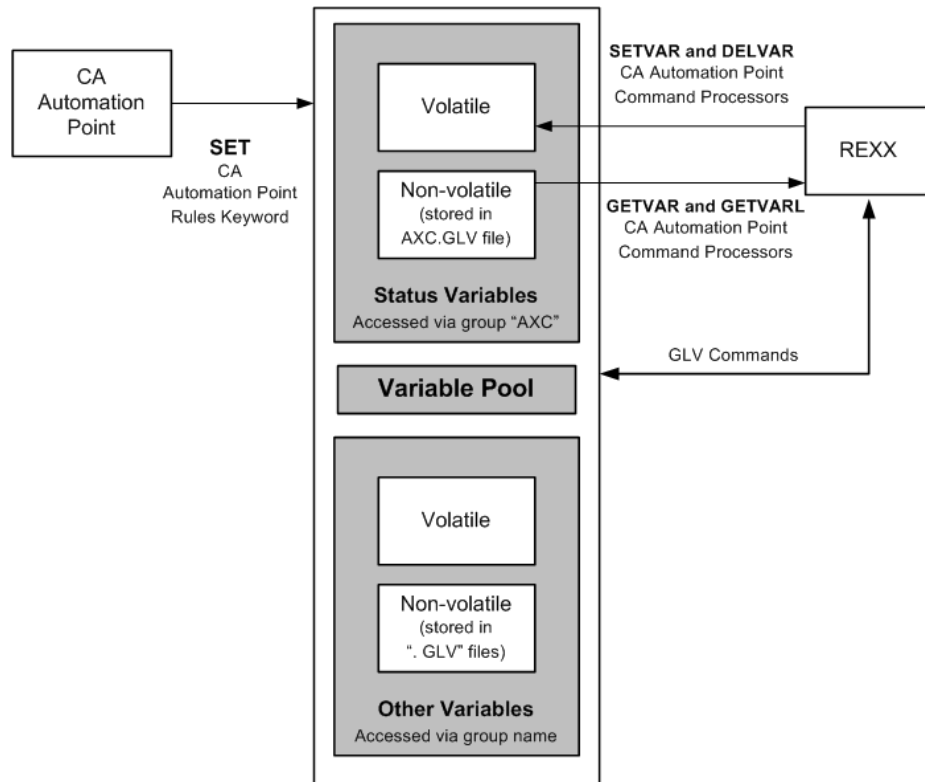 CA
Automation
Point
SET
CA
Automation Point
Rules Keyword
Volatile
Non-volatile
(stored in
AXC.GLV file)
Status Variables
Accessed via group “AXC”
SETVAR and DELVAR
CA Automation Point
Command Processors
REXX
GETVAR and GETVARL
CA Automation Point
Command Processors
GLV Commands
Variable Pool
Volatile
Non-volatile
(stored in
“. GLV” files)
Other Variables
Accessed via group name